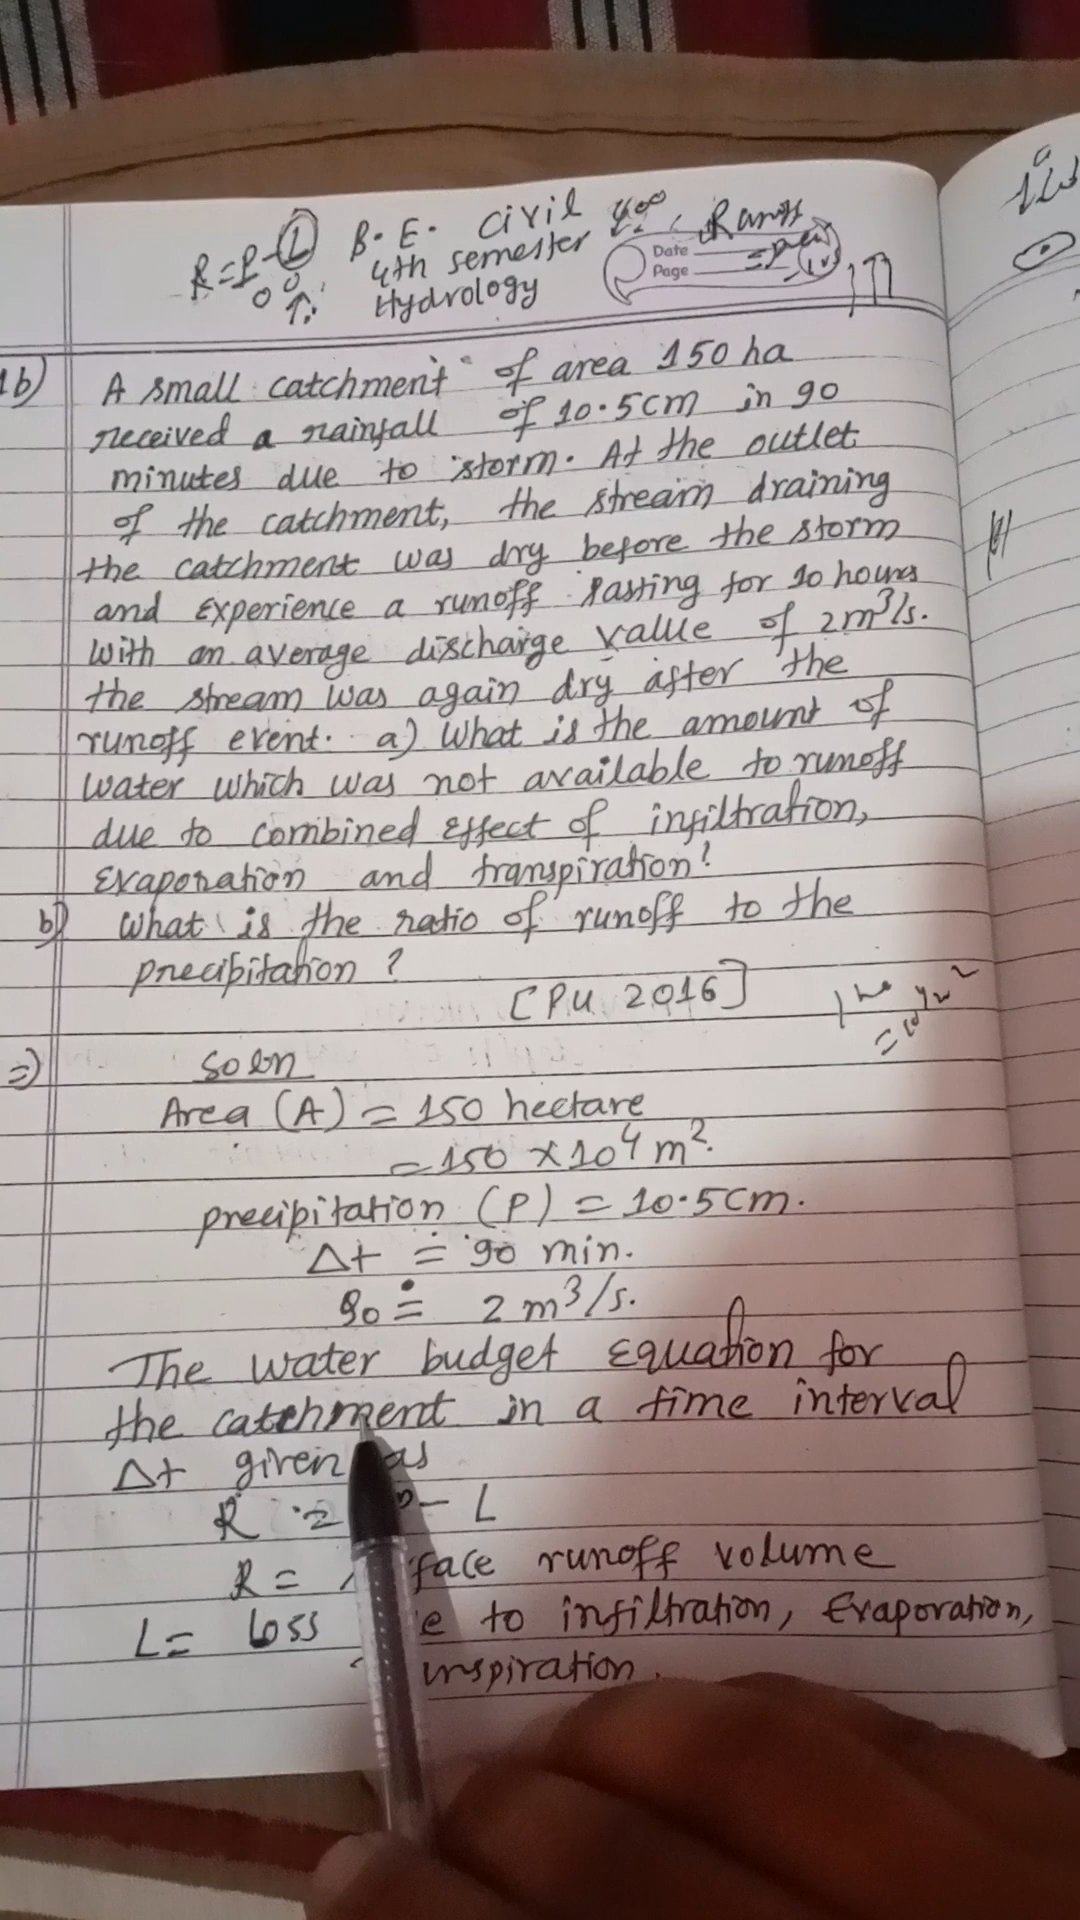 R=P-L
B.E. Civil
4th semester
Hydrology
Date
Page
1b) A small catchment of area 150 ha
received a rainfall of 10.5cm in 90
minutes due to storm. At the outlet
of the catchment, the stream draining
the catchment was dry before the storm
and experience a runoff lasting for 10 hours
with an average discharge value of 2m³/s.
the stream was again dry after the
runoff event. a) What is the amount of
water which was not available to runoff
due to combined effect of infiltration,
Evaporation and transpiration?
b) What is the ratio of runoff to the
precipitation?
[PU 2016]
1 ha
=10⁴m²
=) Soln
Area (A) = 150 hectare
= 150 x 10⁴ m².
precipitation (P) = 10.5cm.
Δt = 90 min.
= 2 m³/s.
The water budget Equation for
the catchment in a time interval
Δt given as
R = - L
R = face runoff volume
L = loss e to infiltration, Evaporation,
nspiration.